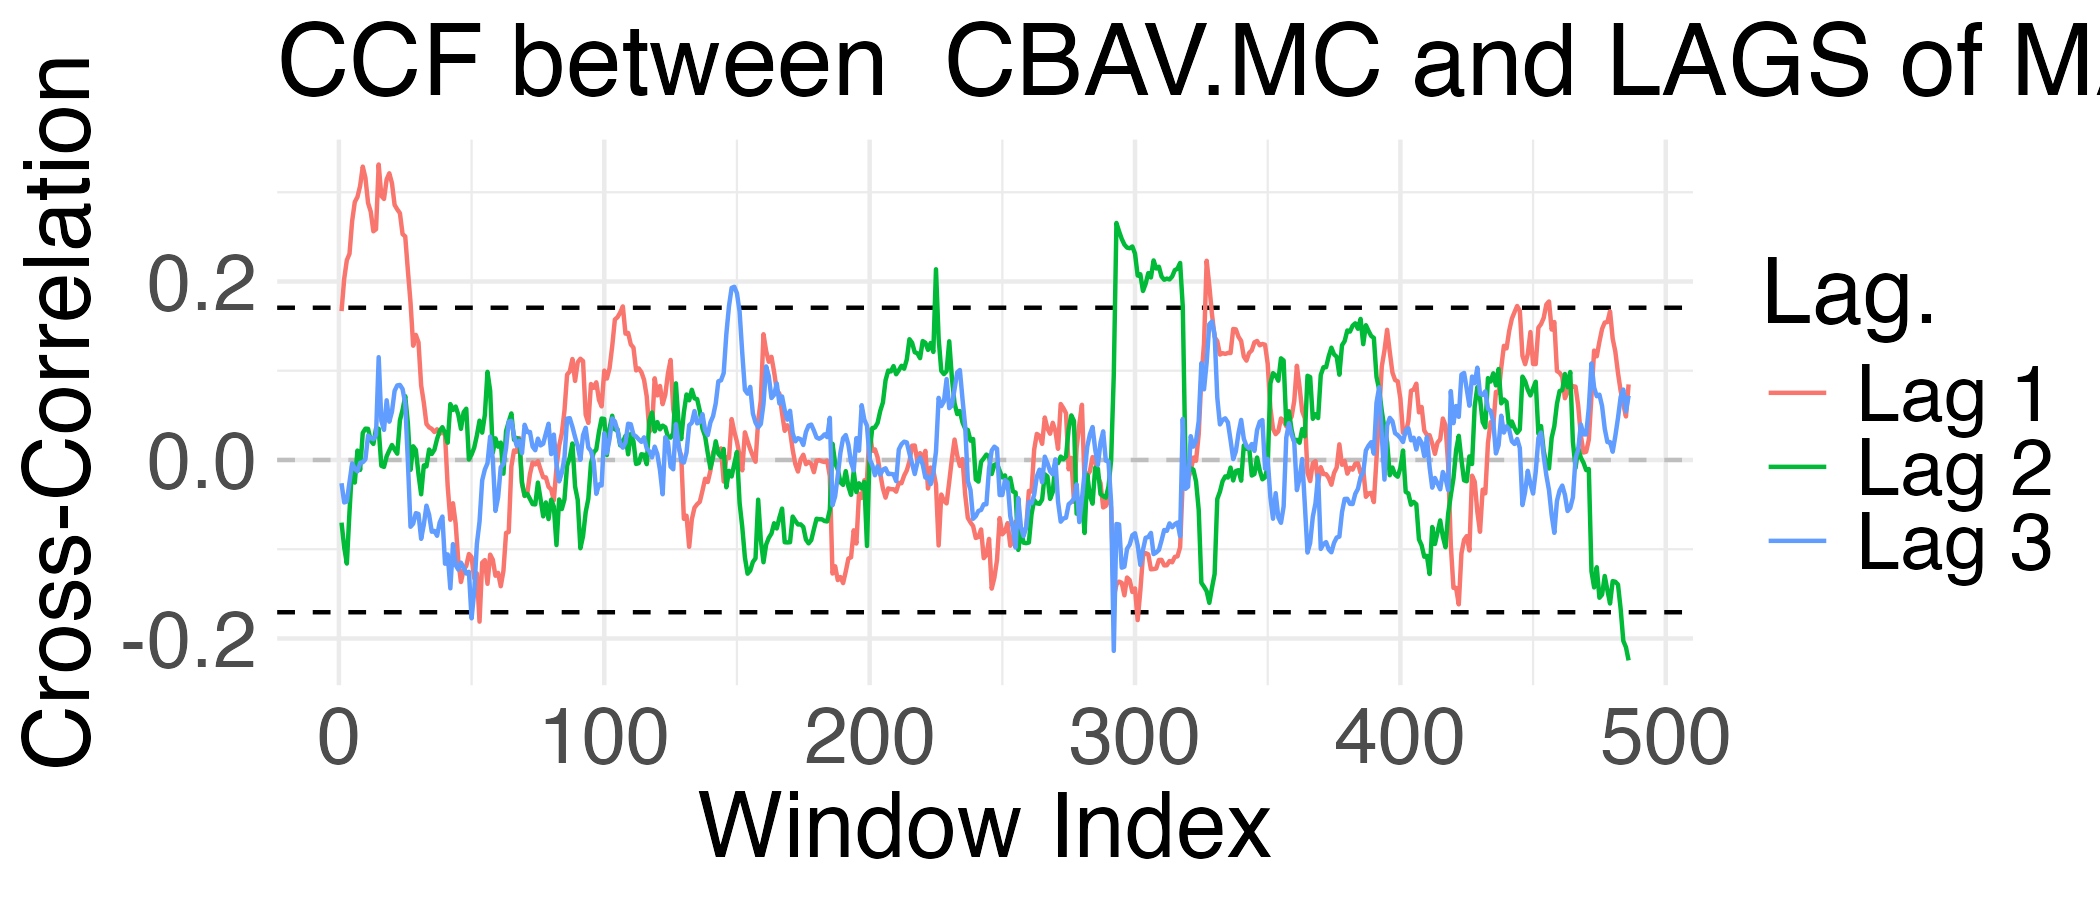 CCF between CBAV.MC and LAGS of M
Cross-Correlation
0.2
0.0
-0.2
0 100 200 300 400 500
Window Index
Lag.
Lag 1
Lag 2
Lag 3